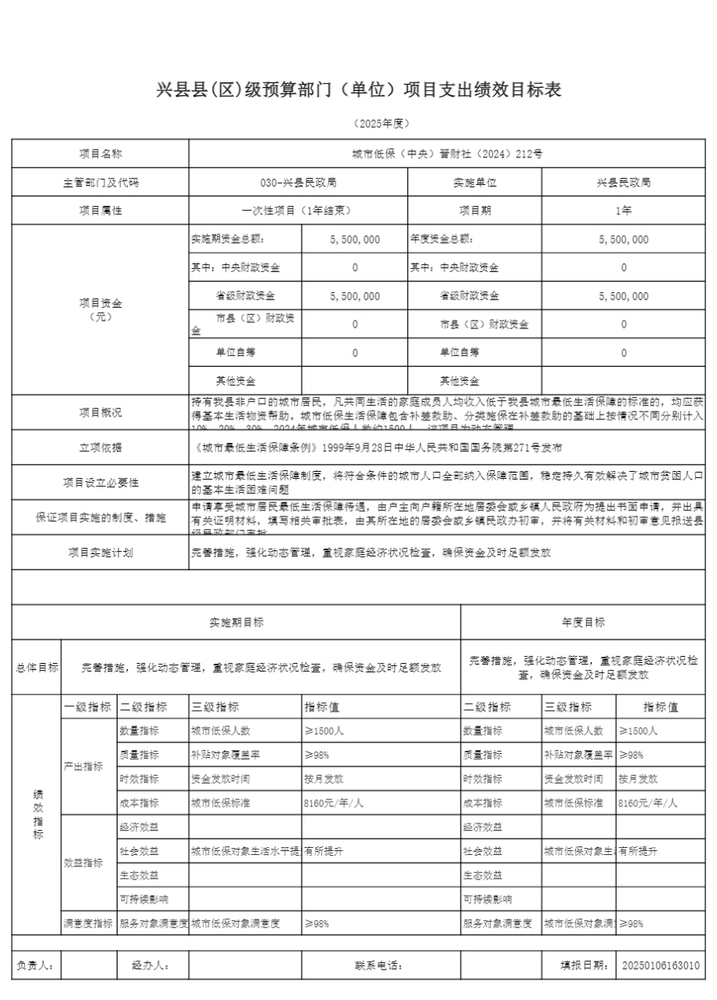 兴县县(区)级预算部门（单位）项目支出绩效目标表
（2025年度）
项目名称 城市低保（中央）晋财社（2024）212号
主管部门及代码 030-兴县民政局 实施单位 兴县民政局
项目属性 一次性项目（1年结束） 项目期 1年
项目资金
（元）
实施期资金总额： 5,500,000 年度资金总额： 5,500,000
其中：中央财政资金 0 其中：中央财政资金 0
省级财政资金 5,500,000 省级财政资金 5,500,000
市县（区）财政资
金 0 市县（区）财政资金 0
单位自筹 0 单位自筹 0
其他资金 其他资金
项目概况
持有我县非户口的城市居民，凡共同生活的家庭成员人均收入低于我县城市最低生活保障的标准的，均应获
得基本生活物资帮助。城市低保生活保障包含补差救助、分类施保在补差救助的基础上按情况不同分别计入
10%、20%、30%，2024年城市低保人数约1500人，该项目为动态管理
立项依据 《城市最低生活保障条例》1999年9月28日中华人民共和国国务院第271号发布
项目设立必要性
建立城市最低生活保障制度，将符合条件的城市人口全部纳入保障范围，稳定持久有效解决了城市贫困人口
的基本生活困难问题
保证项目实施的制度、措施
申请享受城市居民最低生活保障待遇，由户主向户籍所在地居委会或乡镇人民政府为提出书面申请，并出具
有关证明材料，填写相关审批表，由其所在地的居委会或乡镇民政办初审，并将有关材料和初审意见报送县
级民政部门审批
项目实施计划 完善措施，强化动态管理，重视家庭经济状况检查，确保资金及时足额发放
实施期目标 年度目标
总体目标 完善措施，强化动态管理，重视家庭经济状况检查，确保资金及时足额发放
完善措施，强化动态管理，重视家庭经济状况检
查，确保资金及时足额发放
绩效指标
一级指标 二级指标 三级指标 指标值 二级指标 三级指标 指标值
产出指标
数量指标 城市低保人数 ≥1500人 数量指标 城市低保人数 ≥1500人
质量指标 补贴对象覆盖率 ≥98% 质量指标 补贴对象覆盖率 ≥98%
时效指标 资金发放时间 按月发放 时效指标 资金发放时间 按月发放
成本指标 城市低保标准 8160元/年/人 成本指标 城市低保标准 8160元/年/人
效益指标
经济效益 经济效益
社会效益 城市低保对象生活水平提 有所提升 社会效益 城市低保对象生 有所提升
生态效益 生态效益
可持续影响 可持续影响
满意度指标 服务对象满意度 城市低保对象满意度 ≥98% 服务对象满意度 城市低保对象满 ≥98%
负责人： 经办人： 联系电话： 填报日期： 20250106163010